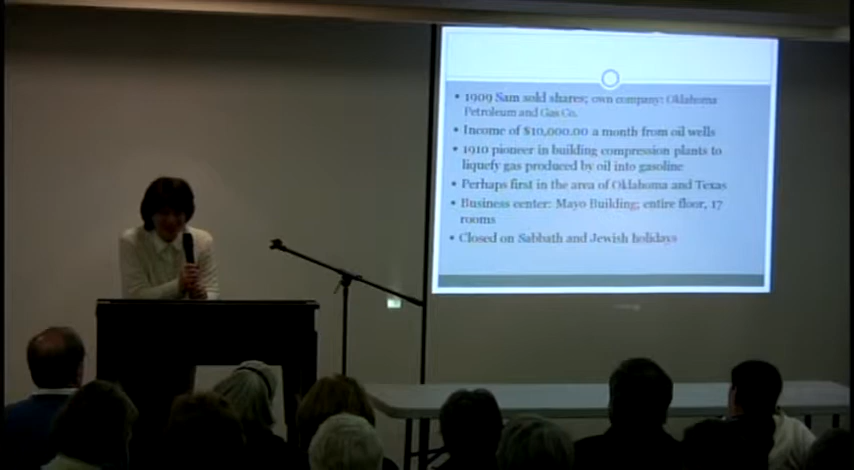 • 1909 Sam sold shares; own company: Oklahoma
Petroleum and Gas Co.
• Income of $10,000.00 a month from oil wells
• 1910 pioneer in building compression plants to
liquefy gas produced by oil into gasoline
• Perhaps first in the area of Oklahoma and Texas
• Business center: Mayo Building; entire floor, 17
rooms
• Closed on Sabbath and Jewish holidays